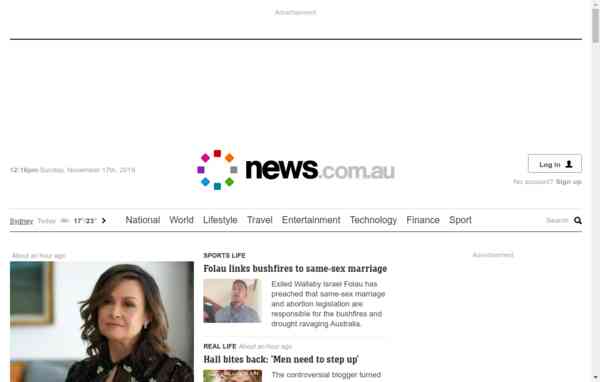 Advertisement
12:16pm Sunday, November 17th, 2019
news.com.au
Log in
No account? Sign up
Sydney Today 17°/23° National World Lifestyle Travel Entertainment Technology Finance Sport Search
About an hour ago
SPORTS LIFE
Folau links bushfires to same-sex marriage
Exiled Wallaby Israel Folau has
preached that same-sex marriage
and abortion legislation are
responsible for the bushfires and
drought ravaging Australia.
Advertisement
REAL LIFE About an hour ago
Hall bites back: 'Men need to step up'
The controversial blogger turned